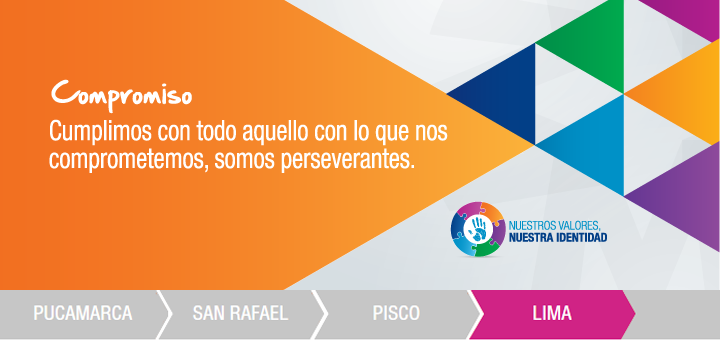 Compromiso
Cumplimos con todo aquello con lo que nos
comprometemos, somos perseverantes.
NUESTROS VALORES,
NUESTRA IDENTIDAD
PUCAMARCA
SAN RAFAEL
PISCO
LIMA